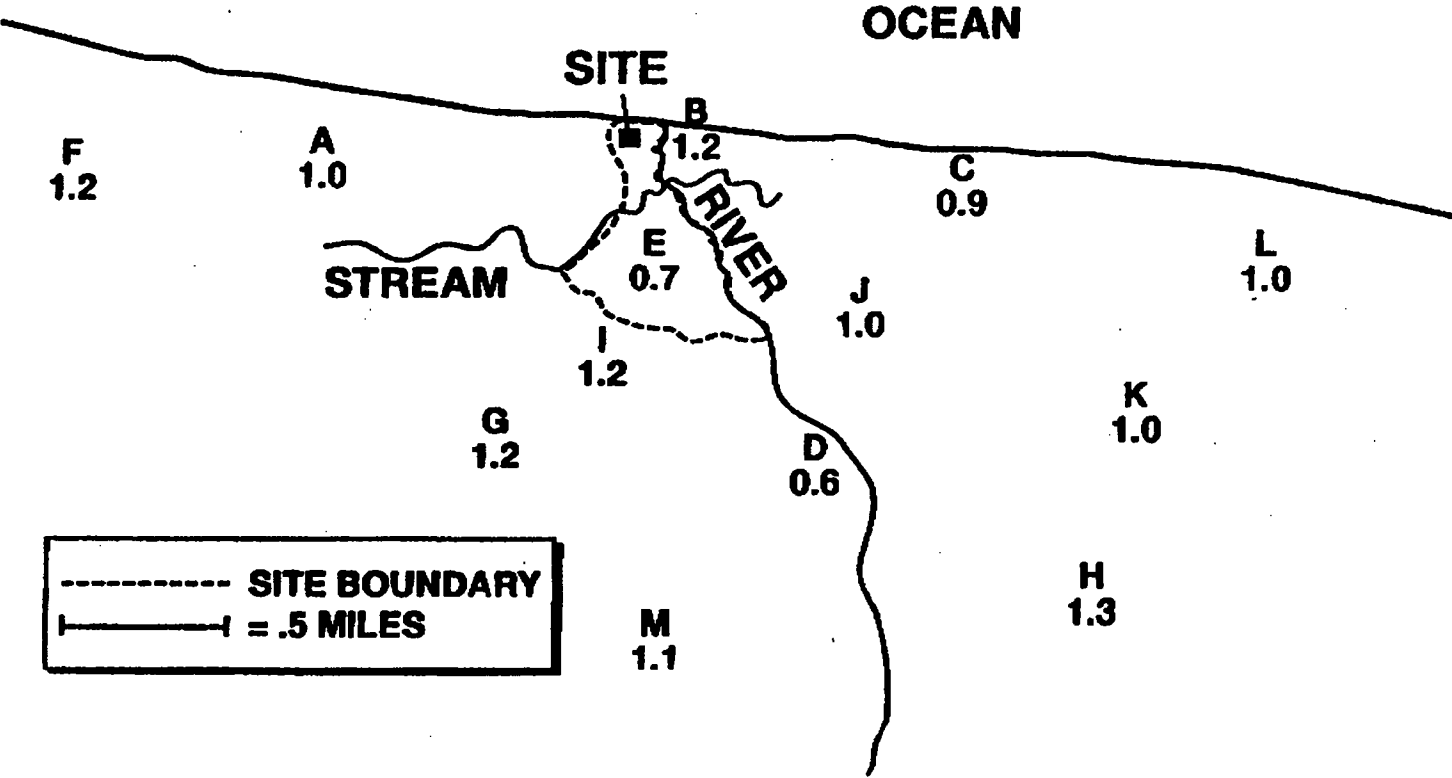 OCEAN
SITE
B
1.2
A
1.0
F
1.2
C
0.9
RIVER
E
0.7
STREAM
L
1.0
J
1.0
I
1.2
K
1.0
G
1.2
D
0.6
SITE BOUNDARY
= .5 MILES
H
1.3
M
1.1